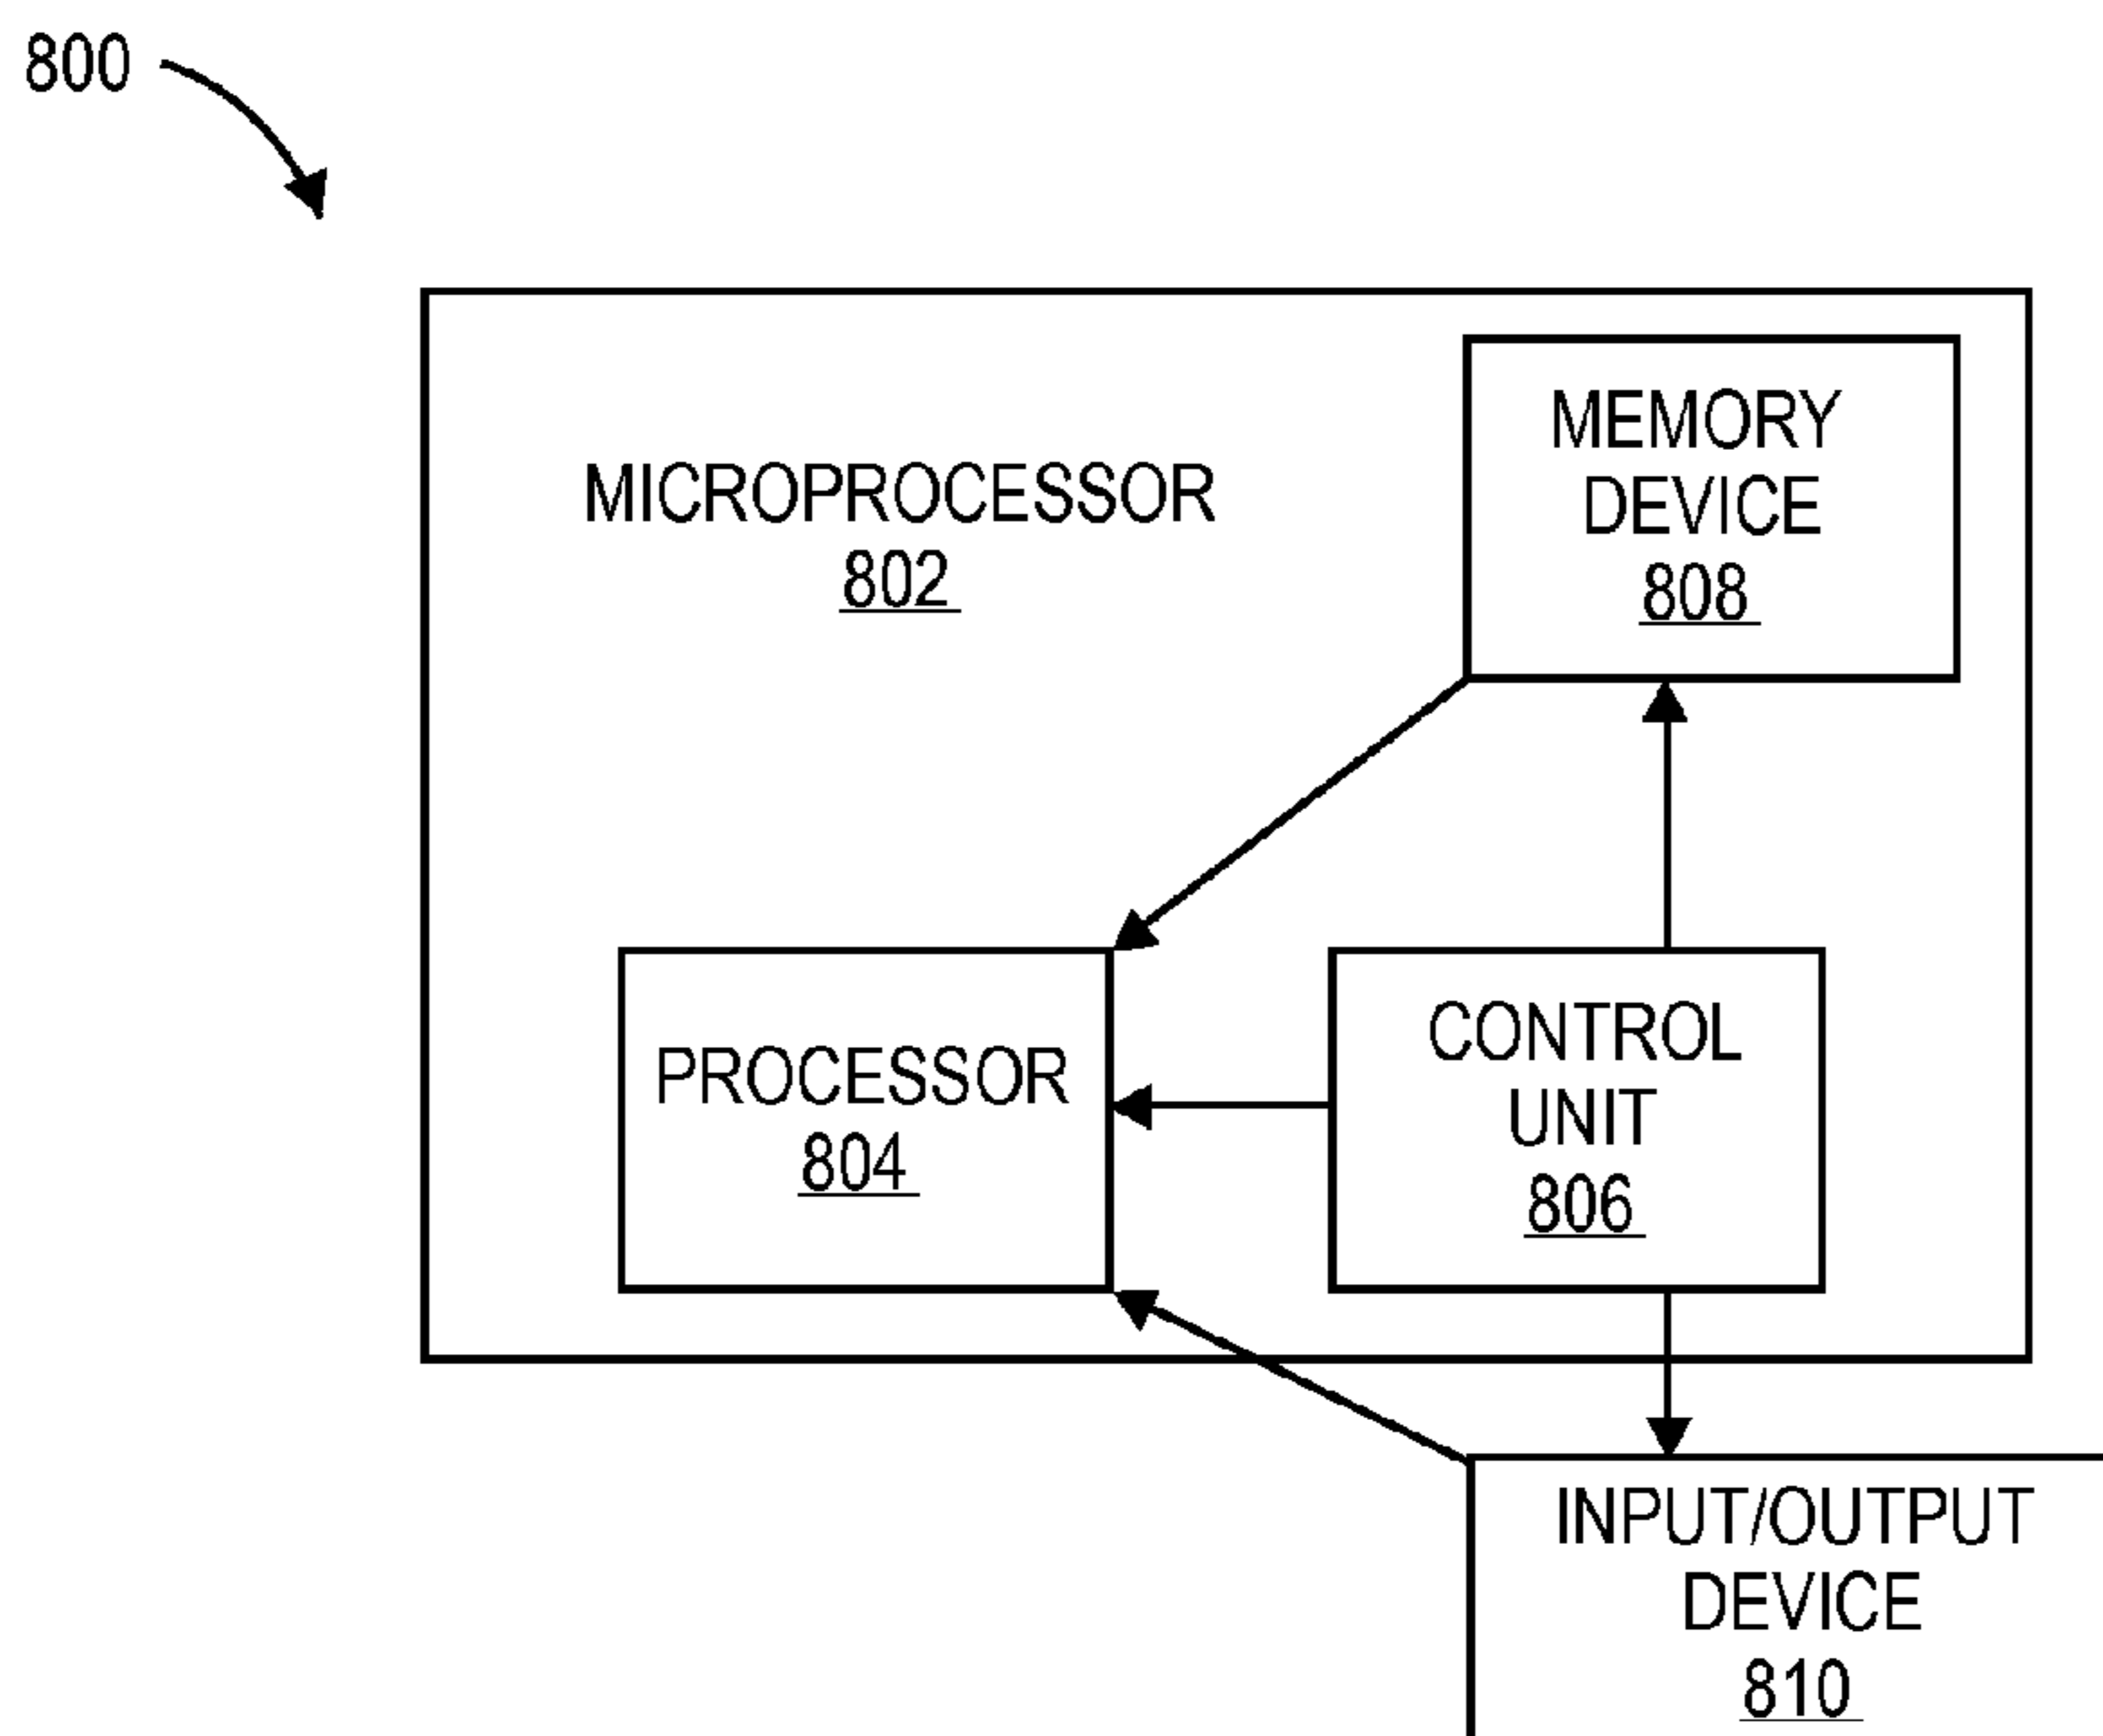 800
MICROPROCESSOR
802
MEMORY
DEVICE
808
PROCESSOR
804
CONTROL
UNIT
806
INPUT/OUTPUT
DEVICE
810